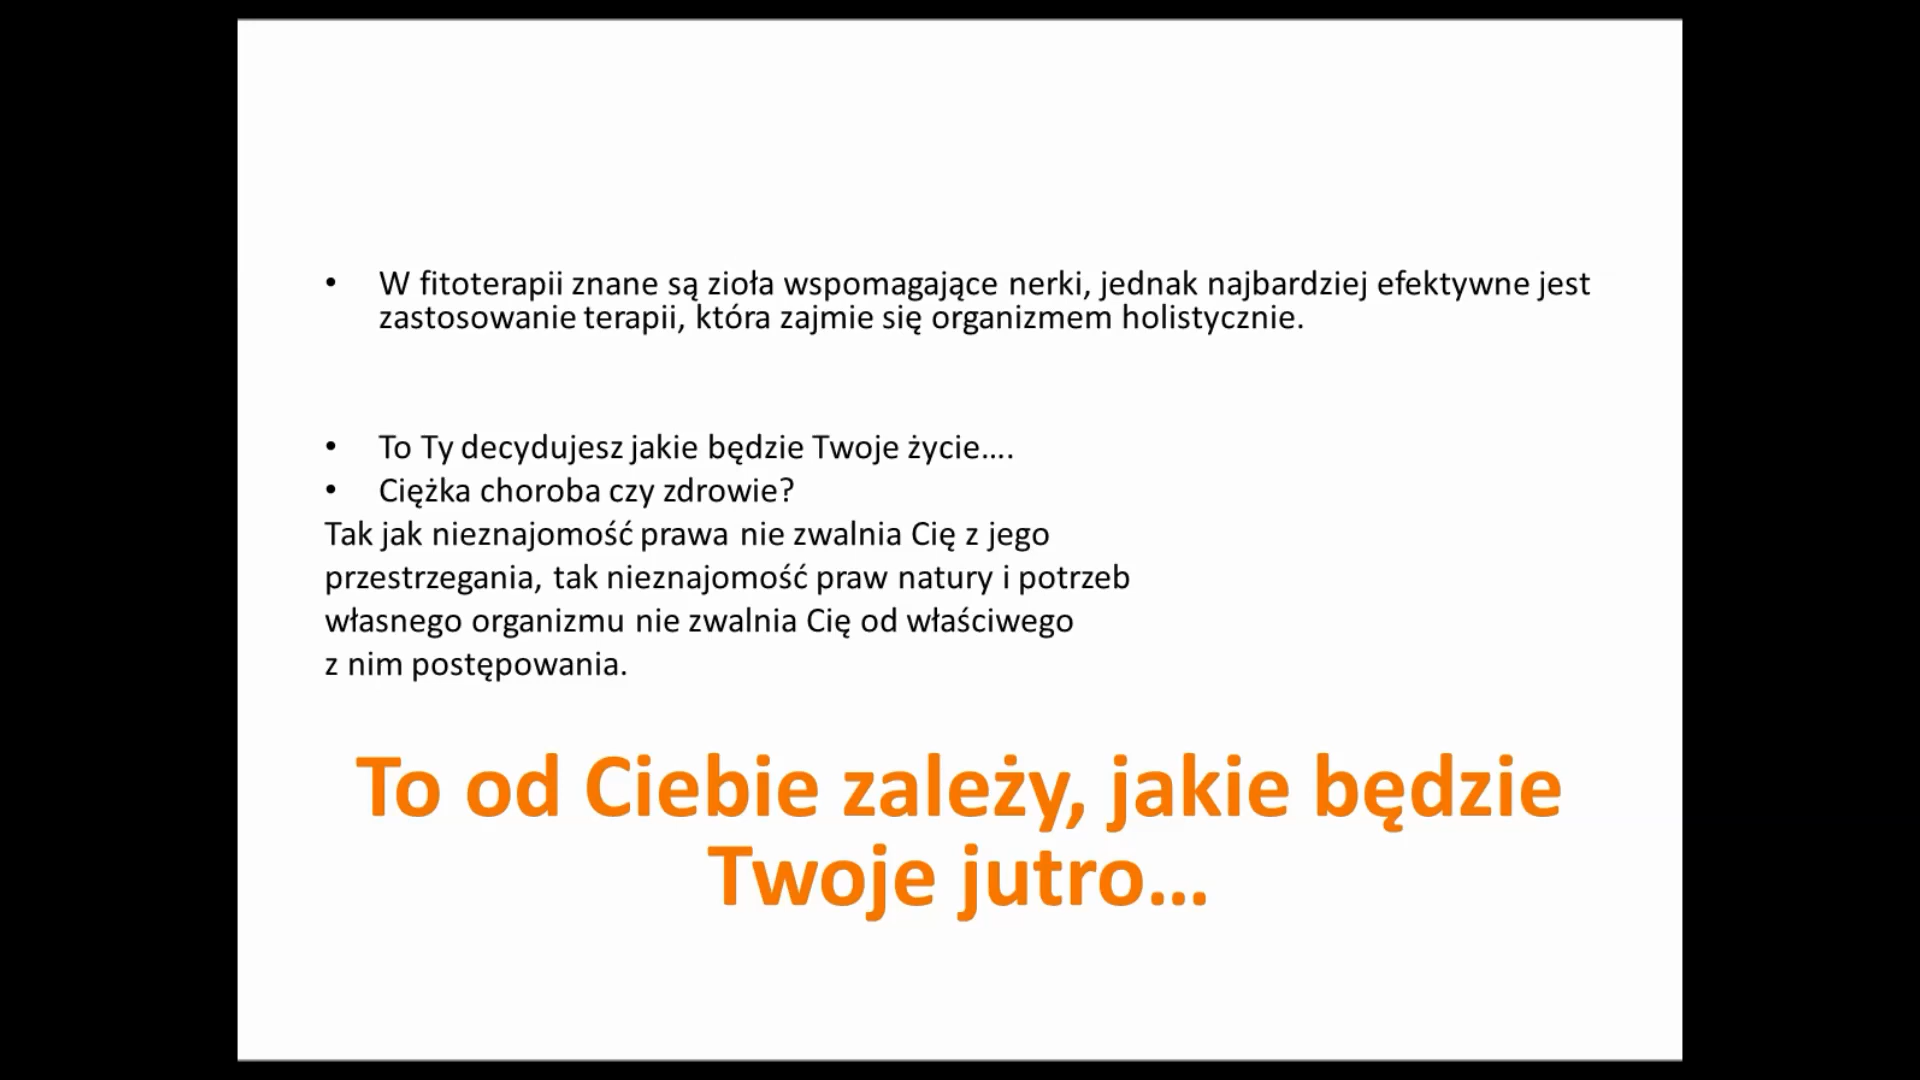 • W fitoterapii znane są zioła wspomagające nerki, jednak najbardziej efektywne jest
zastosowanie terapii, która zajmie się organizmem holistycznie.
• To Ty decydujesz jakie będzie Twoje życie....
• Ciężka choroba czy zdrowie?
Tak jak nieznajomość prawa nie zwalnia Cię z jego
przestrzegania, tak nieznajomość praw natury i potrzeb
własnego organizmu nie zwalnia Cię od właściwego
z nim postępowania.
To od Ciebie zależy, jakie będzie
Twoje jutro...